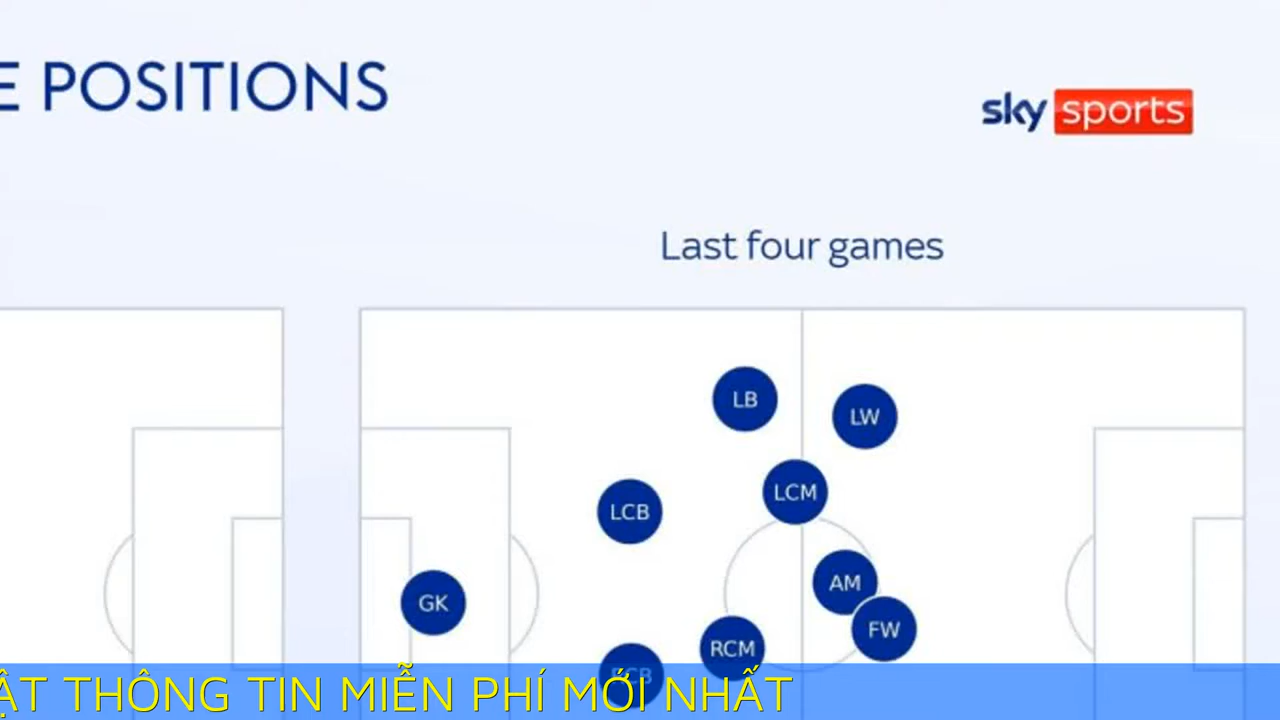 E POSITIONS
sky sports
Last four games
LB
LW
LCM
LCB
AM
GK
FW
RCM
RCB
ẬT THÔNG TIN MIỄN PHÍ MỚI NHẤT